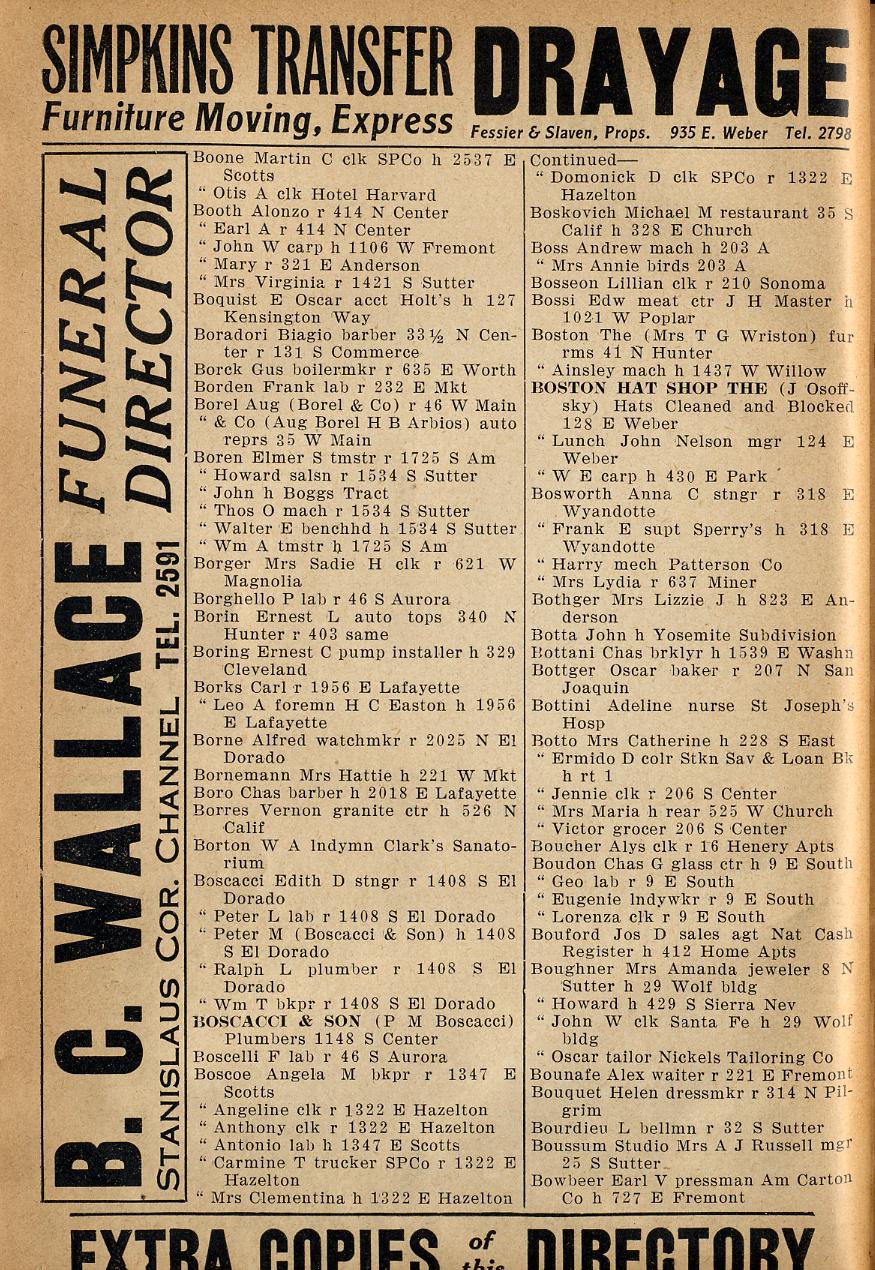 SIMPKINS TRANSFER DRAYAGE
Furniture Moving, Express Fessier & Slaven, Props. 935 E. Weber Tel. 2798
B. C. WALLACE FUNERAL DIRECTOR
STANISLAUS COR. CHANNEL TEL. 2591
Boone Martin C clk SPCo h 2537 E
Scotts
“ Otis A clk Hotel Harvard
Booth Alonzo r 414 N Center
“ Earl A r 414 N Center
“ John W carp h 1106 W Fremont
“ Mary r 321 E Anderson
“ Mrs Virginia r 1421 S Sutter
Boquist E Oscar acct Holt's h 127
Kensington Way
Boradori Biagio barber 33½ N Cen-
ter r 131 S Commerce
Borck Gus boilermkr r 635 E Worth
Borden Frank lab r 232 E Mkt
Borel Aug (Borel & Co) r 46 W Main
“ & Co (Aug Borel H B Arbios) auto
reprs 35 W Main
Boren Elmer S tmstr r 1725 S Am
“ Howard salsn r 1534 S Sutter
“ John h Boggs Tract
“ Thos O mach r 1534 S Sutter
“ Walter E benchhd h 1534 S Sutter
“ Wm A tmstr h 1725 S Am
Borger Mrs Sadie H clk r 621 W
Magnolia
Borghello P lab r 46 S Aurora
Borin Ernest L auto tops 340 N
Hunter r 403 same
Boring Ernest C pump installer h 329
Cleveland
Borks Carl r 1956 E Lafayette
“ Leo A foremn H C Easton h 1956
E Lafayette
Borne Alfred watchmkr r 2025 N El
Dorado
Bornemann Mrs Hattie h 221 W Mkt
Boro Chas barber h 2018 E Lafayette
Borres Vernon granite ctr h 526 N
Calif
Borton W A lndymn Clark's Sanato-
rium
Boscacci Edith D stngr r 1408 S El
Dorado
“ Peter L lab r 1408 S El Dorado
“ Peter M (Boscacci & Son) h 1408
S El Dorado
“ Ralph L plumber r 1408 S El
Dorado
“ Wm T bkpr r 1408 S El Dorado
BOSCACCI & SON (P M Boscacci)
Plumbers 1148 S Center
Boscelli F lab r 46 S Aurora
Boscoe Angela M bkpr r 1347 E
Scotts
“ Angeline clk r 1322 E Hazelton
“ Anthony clk r 1322 E Hazelton
“ Antonio lab h 1347 E Scotts
“ Carmine T trucker SPCo r 1322 E
Hazelton
“ Mrs Clementina h 1322 E Hazelton
Continued—
“ Domonick D clk SPCo r 1322 E
Hazelton
Boskovich Michael M restaurant 35 S
Calif h 328 E Church
Boss Andrew mach h 203 A
“ Mrs Annie birds 203 A
Bosseon Lillian clk r 210 Sonoma
Bossi Edw meat ctr J H Master h
1021 W Poplar
Boston The (Mrs T G Wriston) fur
rms 41 N Hunter
“ Ainsley mach h 1437 W Willow
BOSTON HAT SHOP THE (J Osoff-
sky) Hats Cleaned and Blocked
128 E Weber
“ Lunch John Nelson mgr 124 E
Weber
“ W E carp h 430 E Park
Bosworth Anna C stngr r 318 E
Wyandotte
“ Frank E supt Sperry's h 318 E
Wyandotte
“ Harry mech Patterson Co
“ Mrs Lydia r 637 Miner
Bothger Mrs Lizzie J h 823 E An-
derson
Botta John h Yosemite Subdivision
Bottani Chas brklyr h 1539 E Washn
Bottger Oscar baker r 207 N San
Joaquin
Bottini Adeline nurse St Joseph's
Hosp
Botto Mrs Catherine h 228 S East
“ Ermido D colr Stkn Sav & Loan Bk
h rt 1
“ Jennie clk r 206 S Center
“ Mrs Maria h rear 525 W Church
“ Victor grocer 206 S Center
Boucher Alys clk r 16 Henery Apts
Boudon Chas G glass ctr h 9 E South
“ Geo lab r 9 E South
“ Eugenie lndywkr r 9 E South
“ Lorenza clk r 9 E South
Bouford Jos D sales agt Nat Cash
Register h 412 Home Apts
Boughner Mrs Amanda jeweler 8 N
Sutter h 29 Wolf bldg
“ Howard h 429 S Sierra Nev
“ John W clk Santa Fe h 29 Wolf
bldg
“ Oscar tailor Nickels Tailoring Co
Bounafe Alex waiter r 221 E Fremont
Bouquet Helen dressmkr r 314 N Pil-
grim
Bourdieu L bellmn r 32 S Sutter
Boussum Studio Mrs A J Russell mgr
25 S Sutter
Bowbeer Earl V pressman Am Carton
Co h 727 E Fremont
EXTRA COPIES of this DIRECTORY